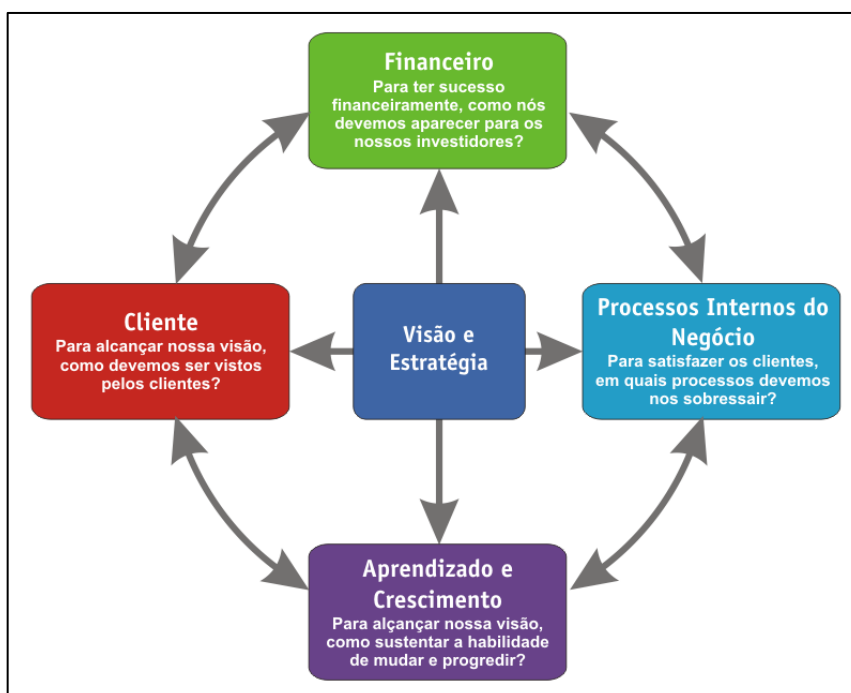 Financeiro
Para ter sucesso
financeiramente, como nós
devemos aparecer para os
nossos investidores?
Cliente
Para alcançar nossa visão,
como devemos ser vistos
pelos clientes?
Visão e
Estratégia
Processos Internos do
Negócio
Para satisfazer os clientes,
em quais processos devemos
nos sobressair?
Aprendizado e
Crescimento
Para alçançar nossa visão,
como sustentar a habilidade
de mudar e progredir?